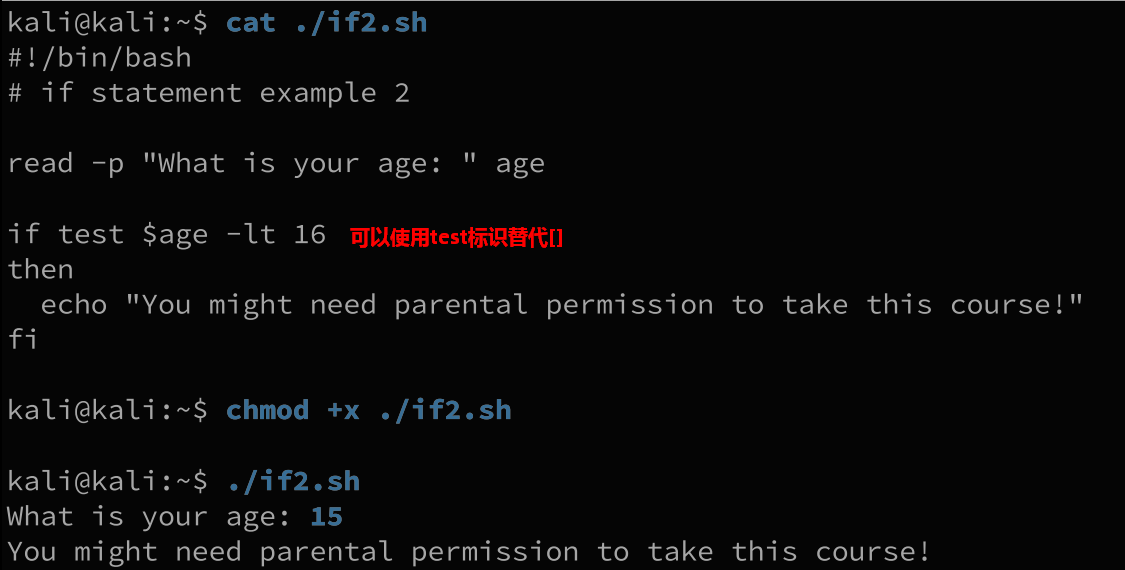 kali@kali:~$ cat ./if2.sh
#!/bin/bash
# if statement example 2
read -p "What is your age: " age
if test $age -lt 16 可以使用test标识替代[]
then
echo "You might need parental permission to take this course!"
fi
kali@kali:~$ chmod +x ./if2.sh
kali@kali:~$ ./if2.sh
What is your age: 15
You might need parental permission to take this course!